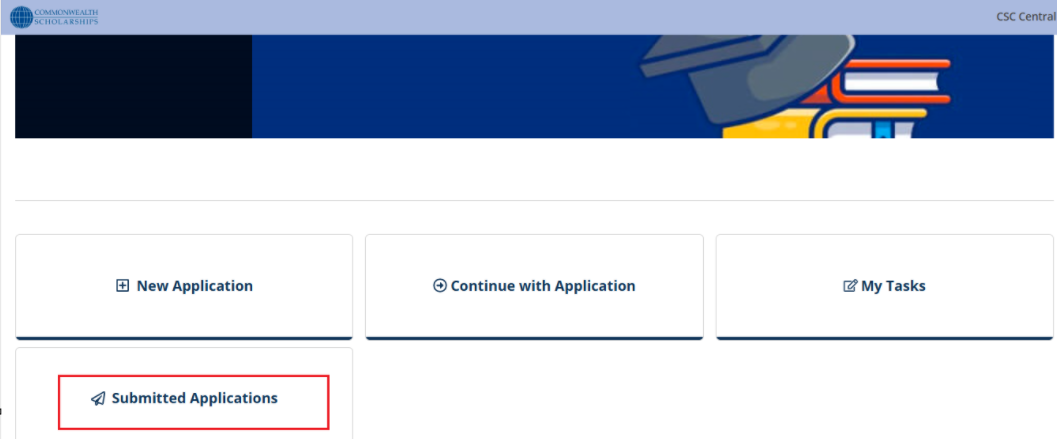 COMMONWEALTH
SCHOLARSHIPS
CSC Central
New Application
Continue with Application
My Tasks
Submitted Applications